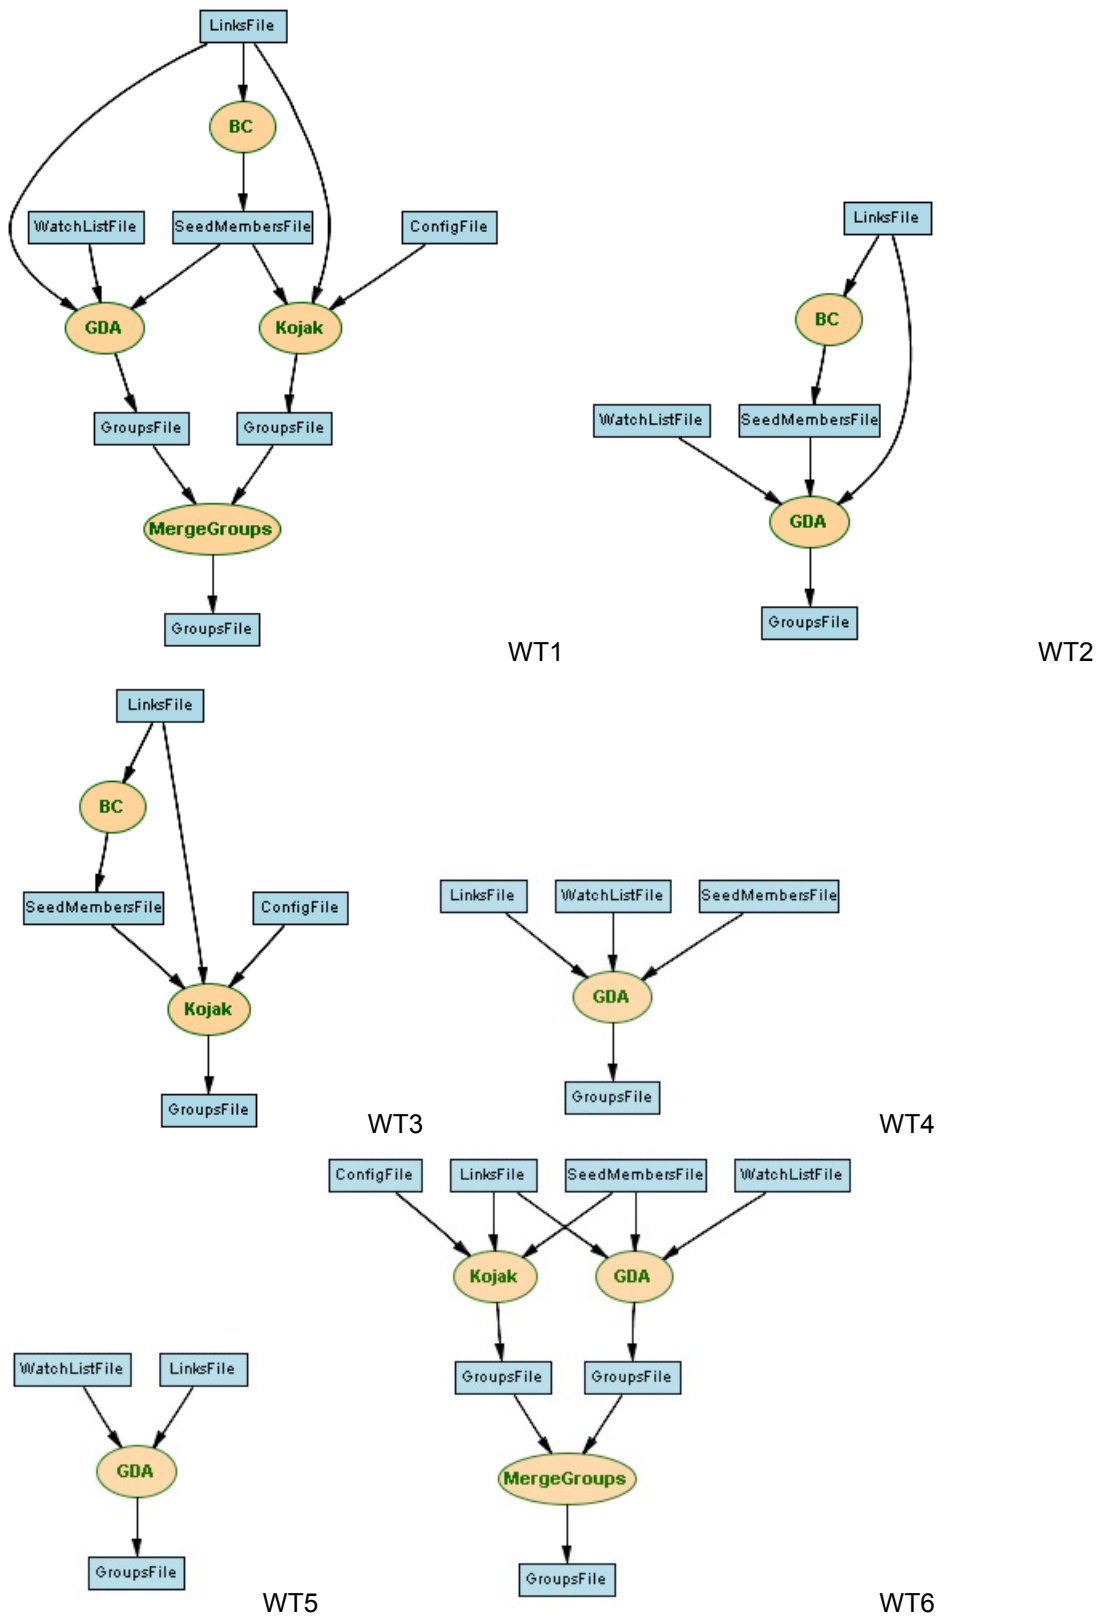 LinksFile
BC
WatchListFile
SeedMembersFile
ConfigFile
GDA
Kojak
GroupsFile
GroupsFile
MergeGroups
GroupsFile
WT1
LinksFile
BC
WatchListFile
SeedMembersFile
GDA
GroupsFile
WT2
LinksFile
BC
SeedMembersFile
ConfigFile
Kojak
GroupsFile
WT3
LinksFile
WatchListFile
SeedMembersFile
GDA
GroupsFile
WT4
WatchListFile
LinksFile
GDA
GroupsFile
WT5
ConfigFile
LinksFile
SeedMembersFile
WatchListFile
Kojak
GDA
GroupsFile
GroupsFile
MergeGroups
GroupsFile
WT6